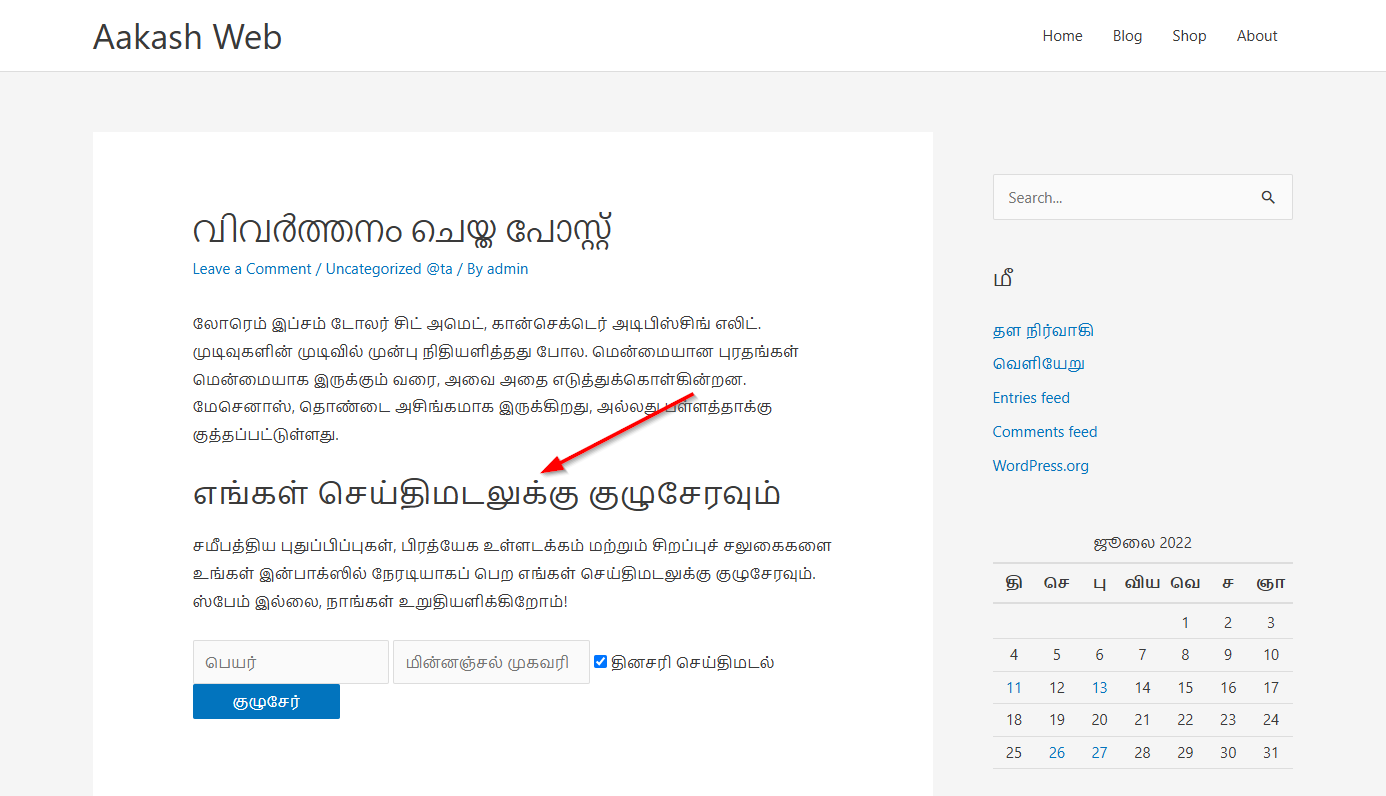 Aakash Web
Home Blog Shop About
വിവർത്തനം ചെയ്ത പോസ്റ്റ്
Leave a Comment / Uncategorized @ta / By admin
லோரெம் இப்சம் டோலர் சிட் அமெட், கான்செக்டெர் அடிபிஸ்சிங் எலிட்.
முடிவுகளின் முடிவில் முன்பு நிதியளித்தது போல. மென்மையான புரதங்கள்
மென்மையாக இருக்கும் வரை, அவை அதை எடுத்துக்கொள்கின்றன.
மேசெனாஸ், தொண்டை அசிங்கமாக இருக்கிறது, அல்லது பள்ளத்தாக்கு
குத்தப்பட்டுள்ளது.
எங்கள் செய்திமடலுக்கு குழுசேரவும்
சமீபத்திய புதுப்பிப்புகள், பிரத்யேக உள்ளடக்கம் மற்றும் சிறப்புச் சலுகைகளை
உங்கள் இன்பாக்ஸில் நேரடியாகப் பெற எங்கள் செய்திமடலுக்கு குழுசேரவும்.
ஸ்பேம் இல்லை, நாங்கள் உறுதியளிக்கிறோம்!
பெயர் மின்னஞ்சல் முகவரி தினசரி செய்திமடல்
குழுசேர்
Search...
மீ
தள நிர்வாகி
வெளியேறு
Entries feed
Comments feed
WordPress.org
ஜூலை 2022
தி செ பு விய வெ ச ஞா
1 2 3
4 5 6 7 8 9 10
11 12 13 14 15 16 17
18 19 20 21 22 23 24
25 26 27 28 29 30 31